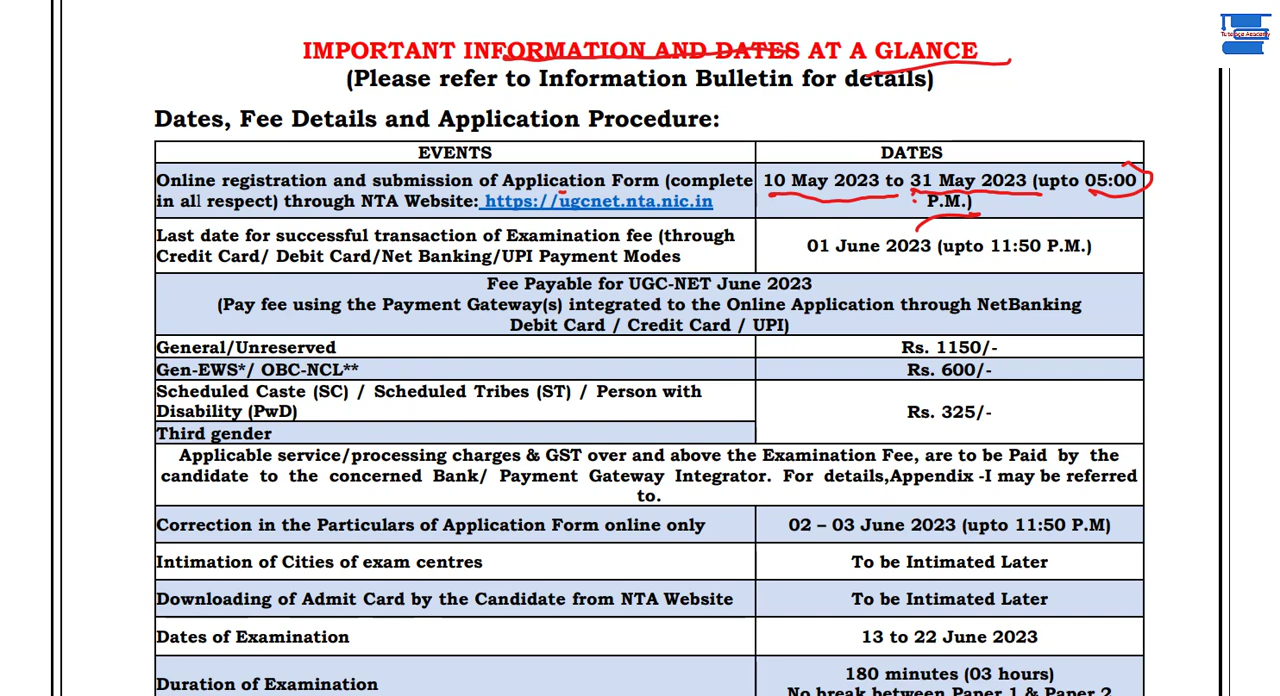 IMPORTANT INFORMATION AND DATES AT A GLANCE
(Please refer to Information Bulletin for details)
Tutelage Academy
Dates, Fee Details and Application Procedure:
EVENTS DATES
Online registration and submission of Application Form (complete 10 May 2023 to 31 May 2023 (upto 05:00
in all respect) through NTA Website: https://ugcnet.nta.nic.in P.M.)
Last date for successful transaction of Examination fee (through
Credit Card/ Debit Card/Net Banking/UPI Payment Modes 01 June 2023 (upto 11:50 P.M.)
Fee Payable for UGC-NET June 2023
(Pay fee using the Payment Gateway(s) integrated to the Online Application through NetBanking
Debit Card / Credit Card / UPI)
General/Unreserved Rs. 1150/-
Gen-EWS*/ OBC-NCL** Rs. 600/-
Scheduled Caste (SC) / Scheduled Tribes (ST) / Person with
Disability (PwD) Rs. 325/-
Third gender
Applicable service/processing charges & GST over and above the Examination Fee, are to be Paid by the
candidate to the concerned Bank/ Payment Gateway Integrator. For details,Appendix -I may be referred
to.
Correction in the Particulars of Application Form online only 02 – 03 June 2023 (upto 11:50 P.M)
Intimation of Cities of exam centres To be Intimated Later
Downloading of Admit Card by the Candidate from NTA Website To be Intimated Later
Dates of Examination 13 to 22 June 2023
Duration of Examination 180 minutes (03 hours)
No break between Paper 1 & Paper 2